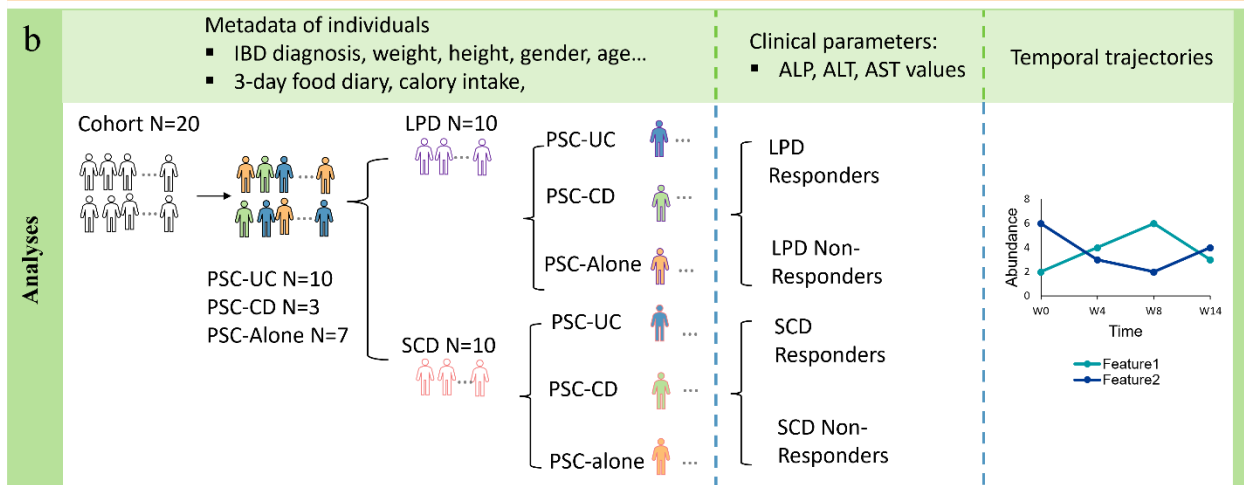 b
Analyses
Metadata of individuals
▪ IBD diagnosis, weight, height, gender, age...
▪ 3-day food diary, calory intake,
Clinical parameters:
▪ ALP, ALT, AST values
Temporal trajectories
Cohort N=20
PSC-UC N=10
PSC-CD N=3
PSC-Alone N=7
LPD N=10
SCD N=10
PSC-UC ...
PSC-CD ...
PSC-Alone ...
PSC-UC ...
PSC-CD ...
PSC-alone ...
LPD
Responders
LPD Non-
Responders
SCD
Responders
SCD Non-
Responders
Abundance
8
6
4
2
0
W0 W4 W8 W14
Time
Feature1
Feature2